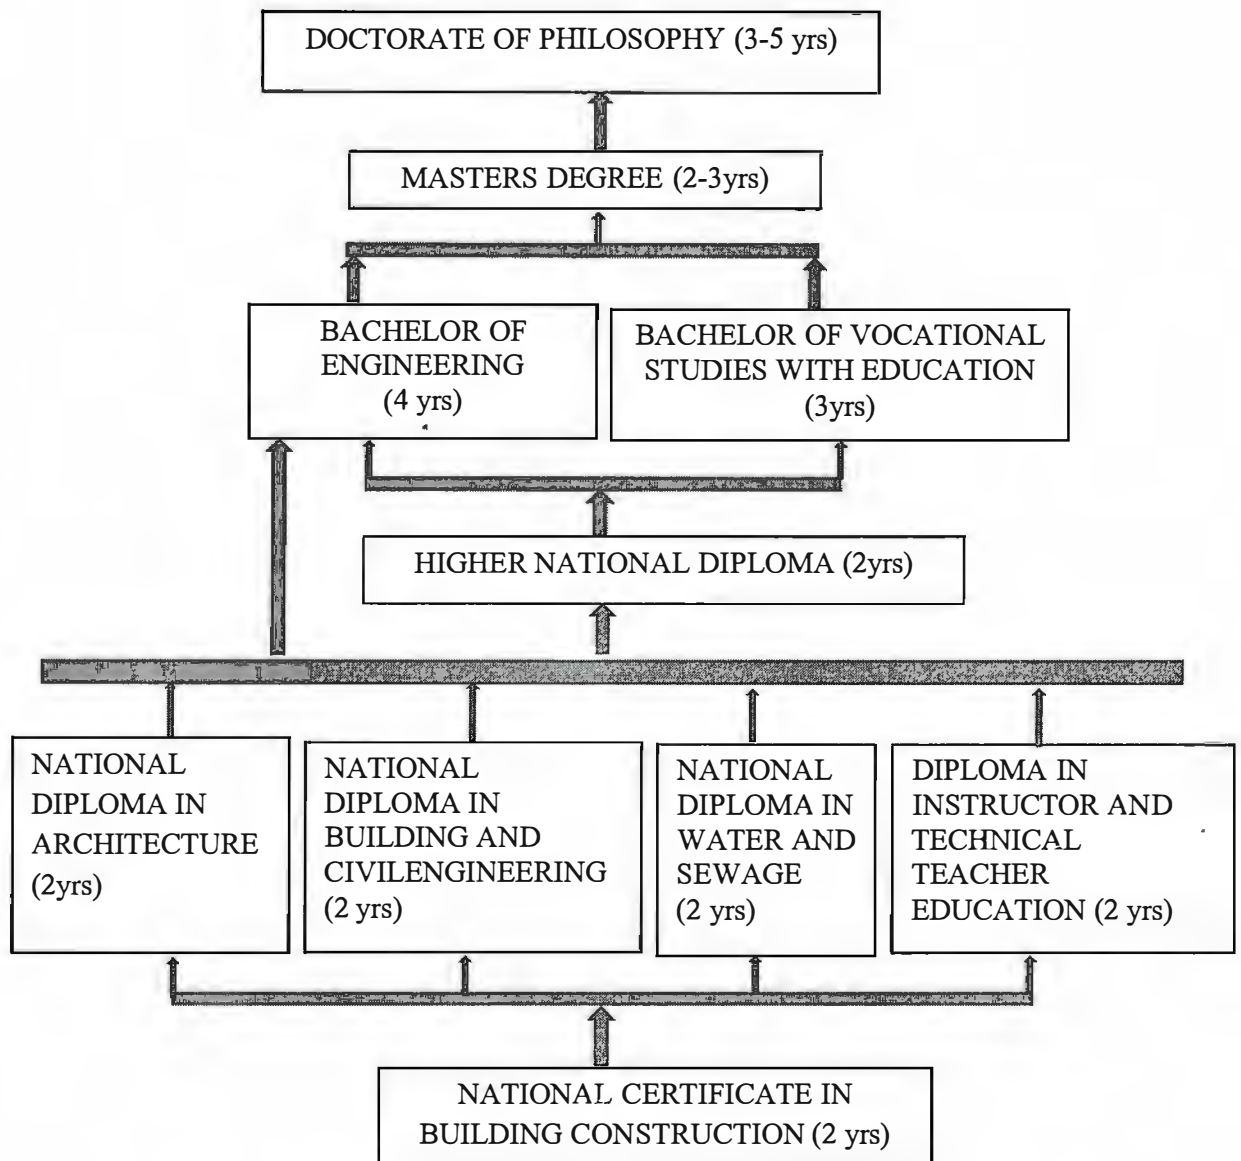 DOCTORATE OF PHILOSOPHY (3-5 yrs)
MASTERS DEGREE (2-3yrs)
BACHELOR OF
ENGINEERING
(4 yrs)
BACHELOR OF VOCATIONAL
STUDIES WITH EDUCATION
(3yrs)
HIGHER NATIONAL DIPLOMA (2yrs)
NATIONAL
DIPLOMA IN
ARCHITECTURE
(2yrs)
NATIONAL
DIPLOMA IN
BUILDING AND
CIVILENGINEERING
(2 yrs)
NATIONAL
DIPLOMA IN
WATER AND
SEWAGE
(2 yrs)
DIPLOMA IN
INSTRUCTOR AND
TECHNICAL
TEACHER
EDUCATION (2 yrs)
NATIONAL CERTIFICATE IN
BUILDING CONSTRUCTION (2 yrs)